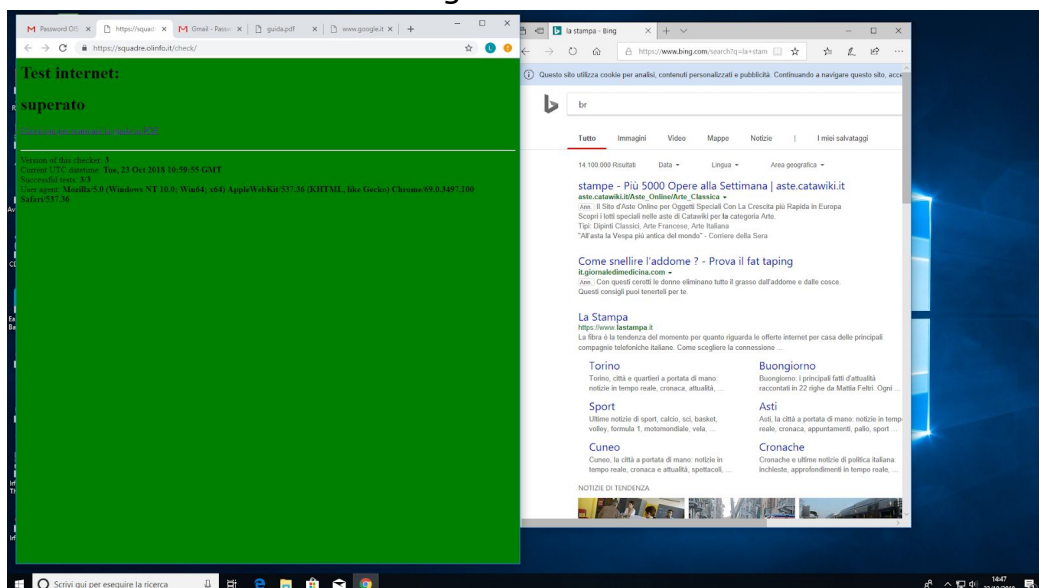 Password OIS
https://squadre
Gmail - Passw
guida.pdf
www.google.it
https://squadre.olinfo.it/check/
Test internet:
superato
Version of this checker: 3
Current UTC datetime: Tue, 23 Oct 2018 10:59:55 GMT
Successful tests: 3/3
User agent: Mozilla/5.0 (Windows NT 10.0; Win64; x64) AppleWebKit/537.36 (KHTML, like Gecko) Chrome/69.0.3497.100
Safari/537.36
la stampa - Bing
https://www.bing.com/search?q=la+stam
Questo sito utilizza cookie per analisi, contenuti personalizzati e pubblicità. Continuando a navigare questo sito, acce
br
Tutto Immagini Video Mappe Notizie | I miei salvataggi
14.100.000 Risultati Data Lingua Area geografica
stampe - Più 5000 Opere alla Settimana | aste.catawiki.it
aste.catawiki.it/Aste_Online/Arte_Classica
Ann. Il Sito d'Aste Online per Oggetti Speciali Con La Crescita più Rapida in Europa
Scopri i lotti speciali nelle aste di Catawiki per la categoria Arte.
Tipi: Dipinti Classici, Arte Francese, Arte Italiana
"All'asta la Vespa più antica del mondo" - Corriere della Sera
Come snellire l'addome ? - Prova il fat taping
it.giornaledimedicina.com
Ann. Con questi cerotti le donne eliminano tutto il grasso dall'addome e dalle cosce.
Questi consigli puoi tenerteli per te.
La Stampa
https://www.lastampa.it
La fibra è la tendenza del momento per quanto riguarda le offerte internet per casa delle principali
compagnie telefoniche italiane. Come scegliere la connessione ...
Torino
Torino, città e quartieri a portata di mano:
notizie in tempo reale, cronaca, attualità, ...
Buongiorno
Buongiorno: i principali fatti d'attualità
raccontati in 22 righe da Mattia Feltri. Ogni ...
Sport
Ultime notizie di sport, calcio, sci, basket,
volley, formula 1, motomondiale, vela, ...
Asti
Asti, la città a portata di mano: notizie in temp
reale, cronaca, appuntamenti, palio, sport ...
Cuneo
Cuneo, la città a portata di mano: notizie in
tempo reale, cronaca e attualità, spettacoli, ...
Cronache
Cronache e ultime notizie di politica italiana:
Inchieste, approfondimenti in tempo reale, ...
NOTIZIE DI TENDENZA
Scrivi qui per eseguire la ricerca
14:47